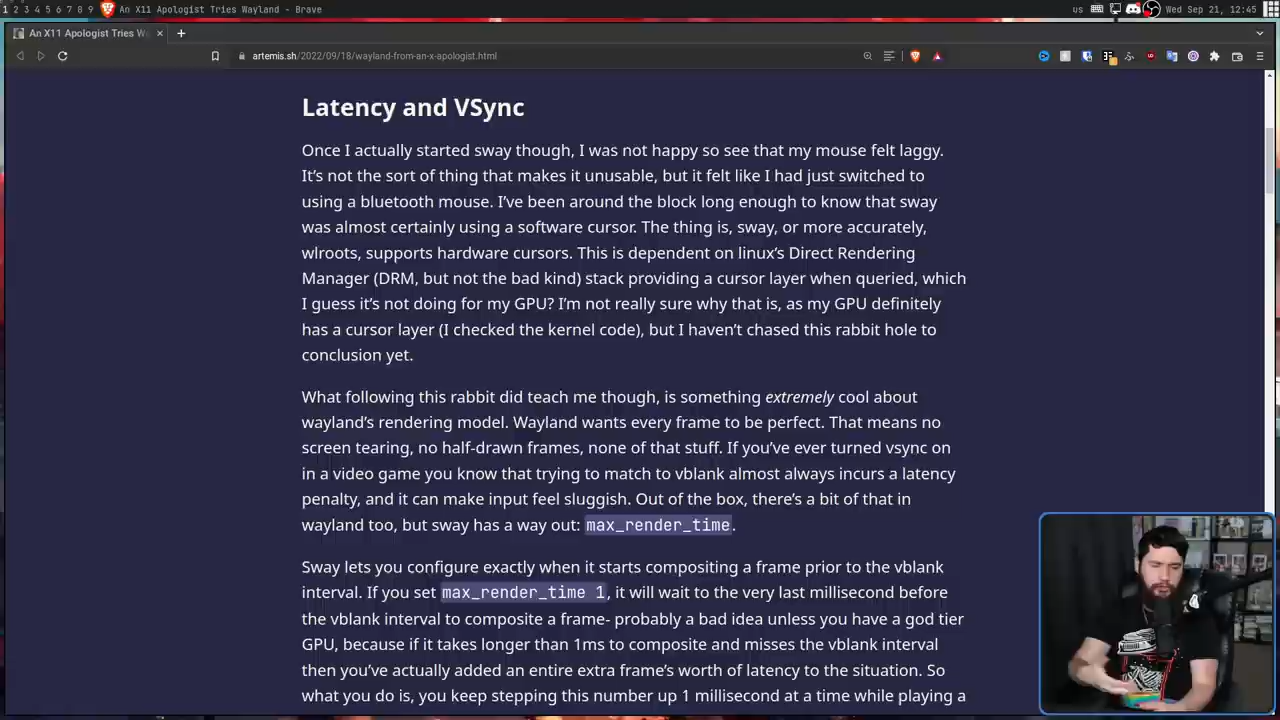 1 2 3 4 5 6 7 8 9 An X11 Apologist Tries Wayland - Brave us Wed Sep 21, 12:45
An X11 Apologist Tries W
artemis.sh/2022/09/18/wayland-from-an-x-apologist.html
Latency and VSync
Once I actually started sway though, I was not happy so see that my mouse felt laggy.
It's not the sort of thing that makes it unusable, but it felt like I had just switched to
using a bluetooth mouse. I've been around the block long enough to know that sway
was almost certainly using a software cursor. The thing is, sway, or more accurately,
wlroots, supports hardware cursors. This is dependent on linux's Direct Rendering
Manager (DRM, but not the bad kind) stack providing a cursor layer when queried, which
I guess it's not doing for my GPU? I'm not really sure why that is, as my GPU definitely
has a cursor layer (I checked the kernel code), but I haven't chased this rabbit hole to
conclusion yet.
What following this rabbit did teach me though, is something extremely cool about
wayland's rendering model. Wayland wants every frame to be perfect. That means no
screen tearing, no half-drawn frames, none of that stuff. If you've ever turned vsync on
in a video game you know that trying to match to vblank almost always incurs a latency
penalty, and it can make input feel sluggish. Out of the box, there's a bit of that in
wayland too, but sway has a way out: max_render_time.
Sway lets you configure exactly when it starts compositing a frame prior to the vblank
interval. If you set max_render_time 1, it will wait to the very last millisecond before
the vblank interval to composite a frame- probably a bad idea unless you have a god tier
GPU, because if it takes longer than 1ms to composite and misses the vblank interval
then you've actually added an entire extra frame's worth of latency to the situation. So
what you do is, you keep stepping this number up 1 millisecond at a time while playing a